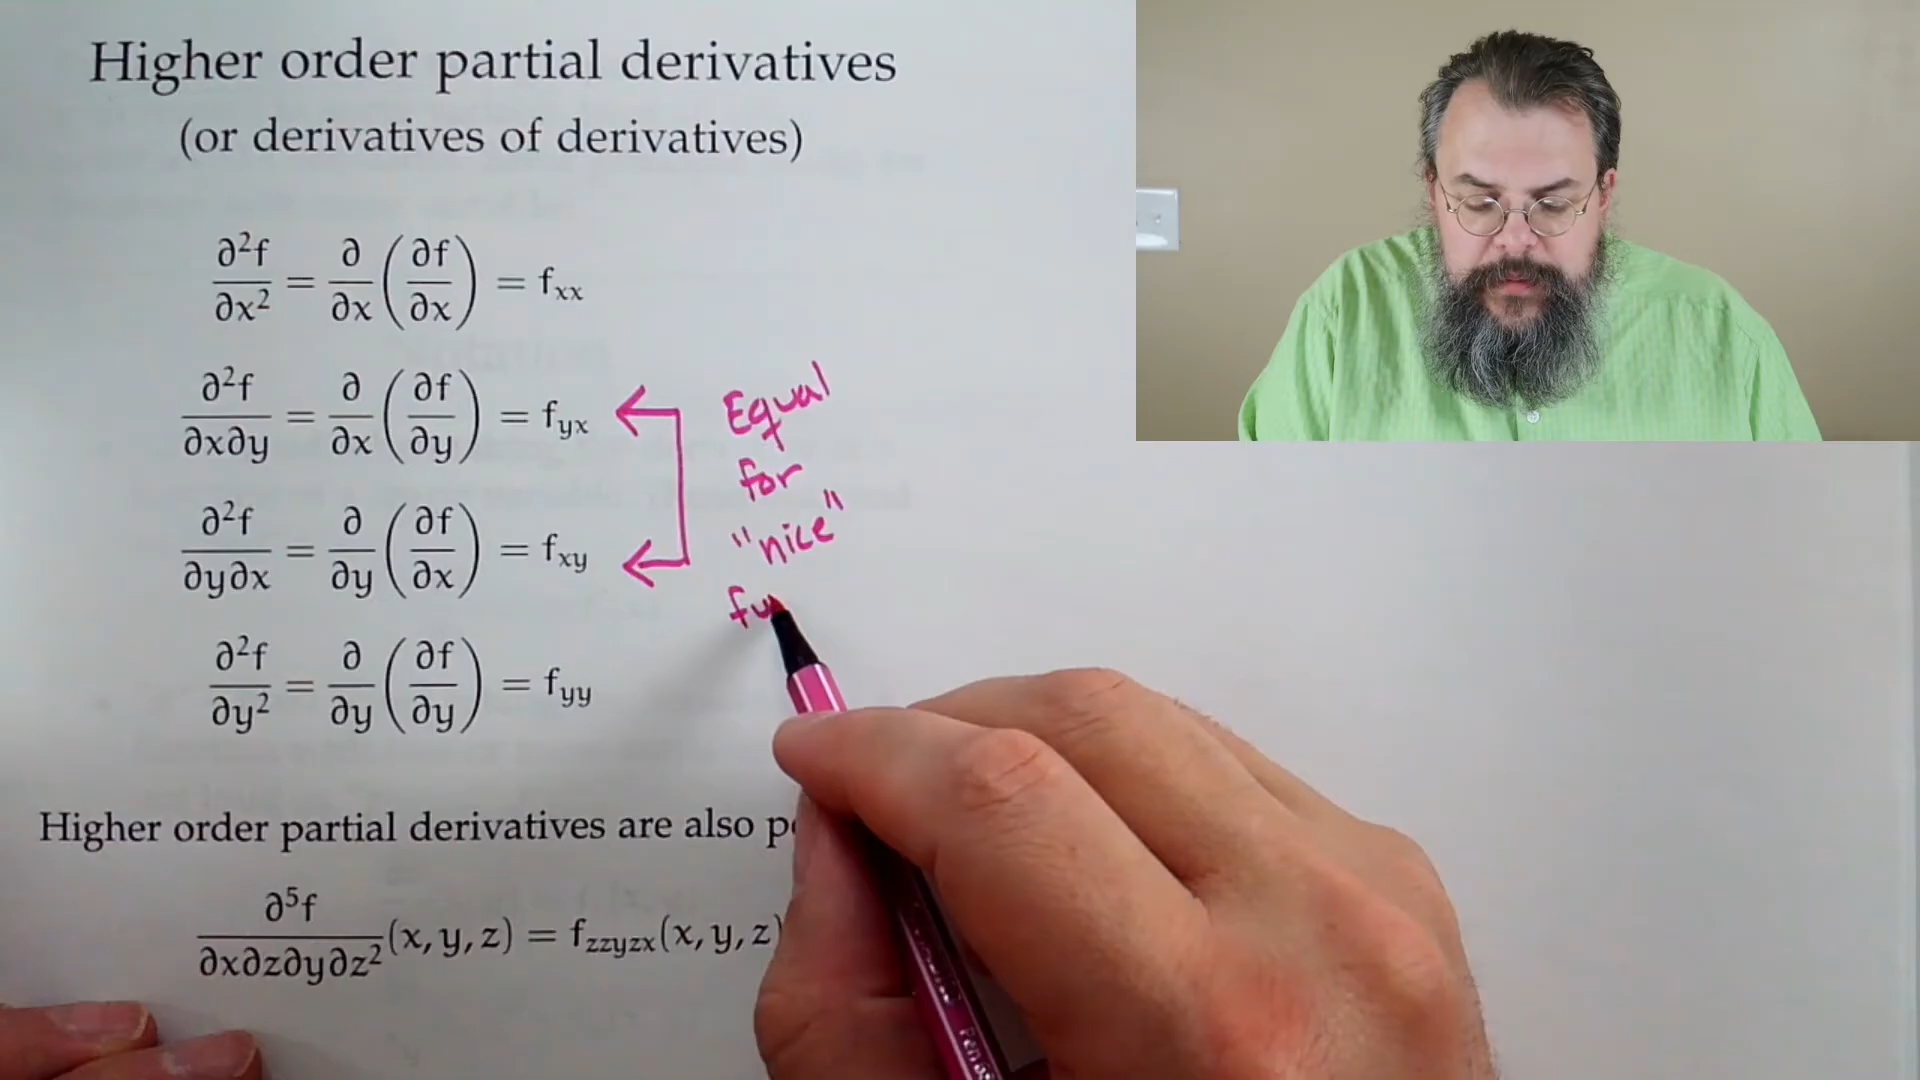 Higher order partial derivatives
(or derivatives of derivatives)
∂²f/∂x² = ∂/∂x (∂f/∂x) = f_xx
∂²f/∂x∂y = ∂/∂x (∂f/∂y) = f_yx
∂²f/∂y∂x = ∂/∂y (∂f/∂x) = f_xy
∂²f/∂y² = ∂/∂y (∂f/∂y) = f_yy
Equal
for
"nice"
fu
Higher order partial derivatives are also
∂⁵f/∂x∂z∂y∂z² (x, y, z) = f_zzyzx(x, y, z)